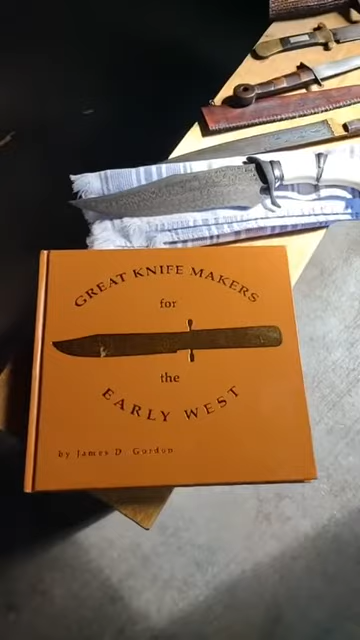 GREAT KNIFE MAKERS
for
the
EARLY WEST
by James D. Gordon